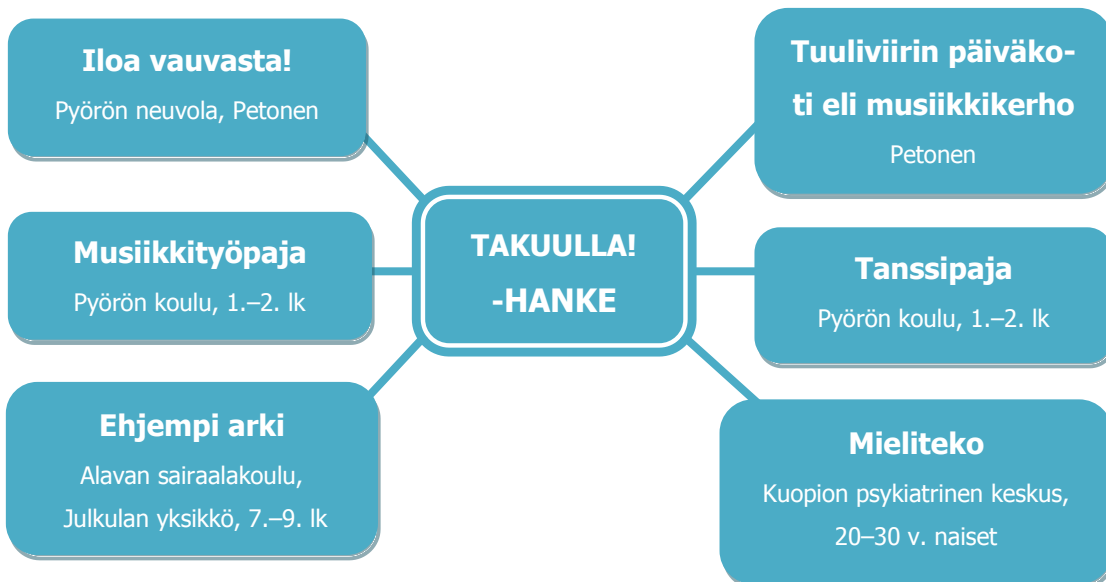 Iloa vauvasta!
Pyörön neuvola, Petonen
Tuuliviirin päiväko-
ti eli musiikkikerho
Petonen
Musiikkityöpaja
Pyörön koulu, 1.–2. lk
TAKUULLA!
-HANKE
Tanssipaja
Pyörön koulu, 1.–2. lk
Ehjempi arki
Alavan sairaalakoulu,
Julkulan yksikkö, 7.–9. lk
Mieliteko
Kuopion psykiatrinen keskus,
20–30 v. naiset